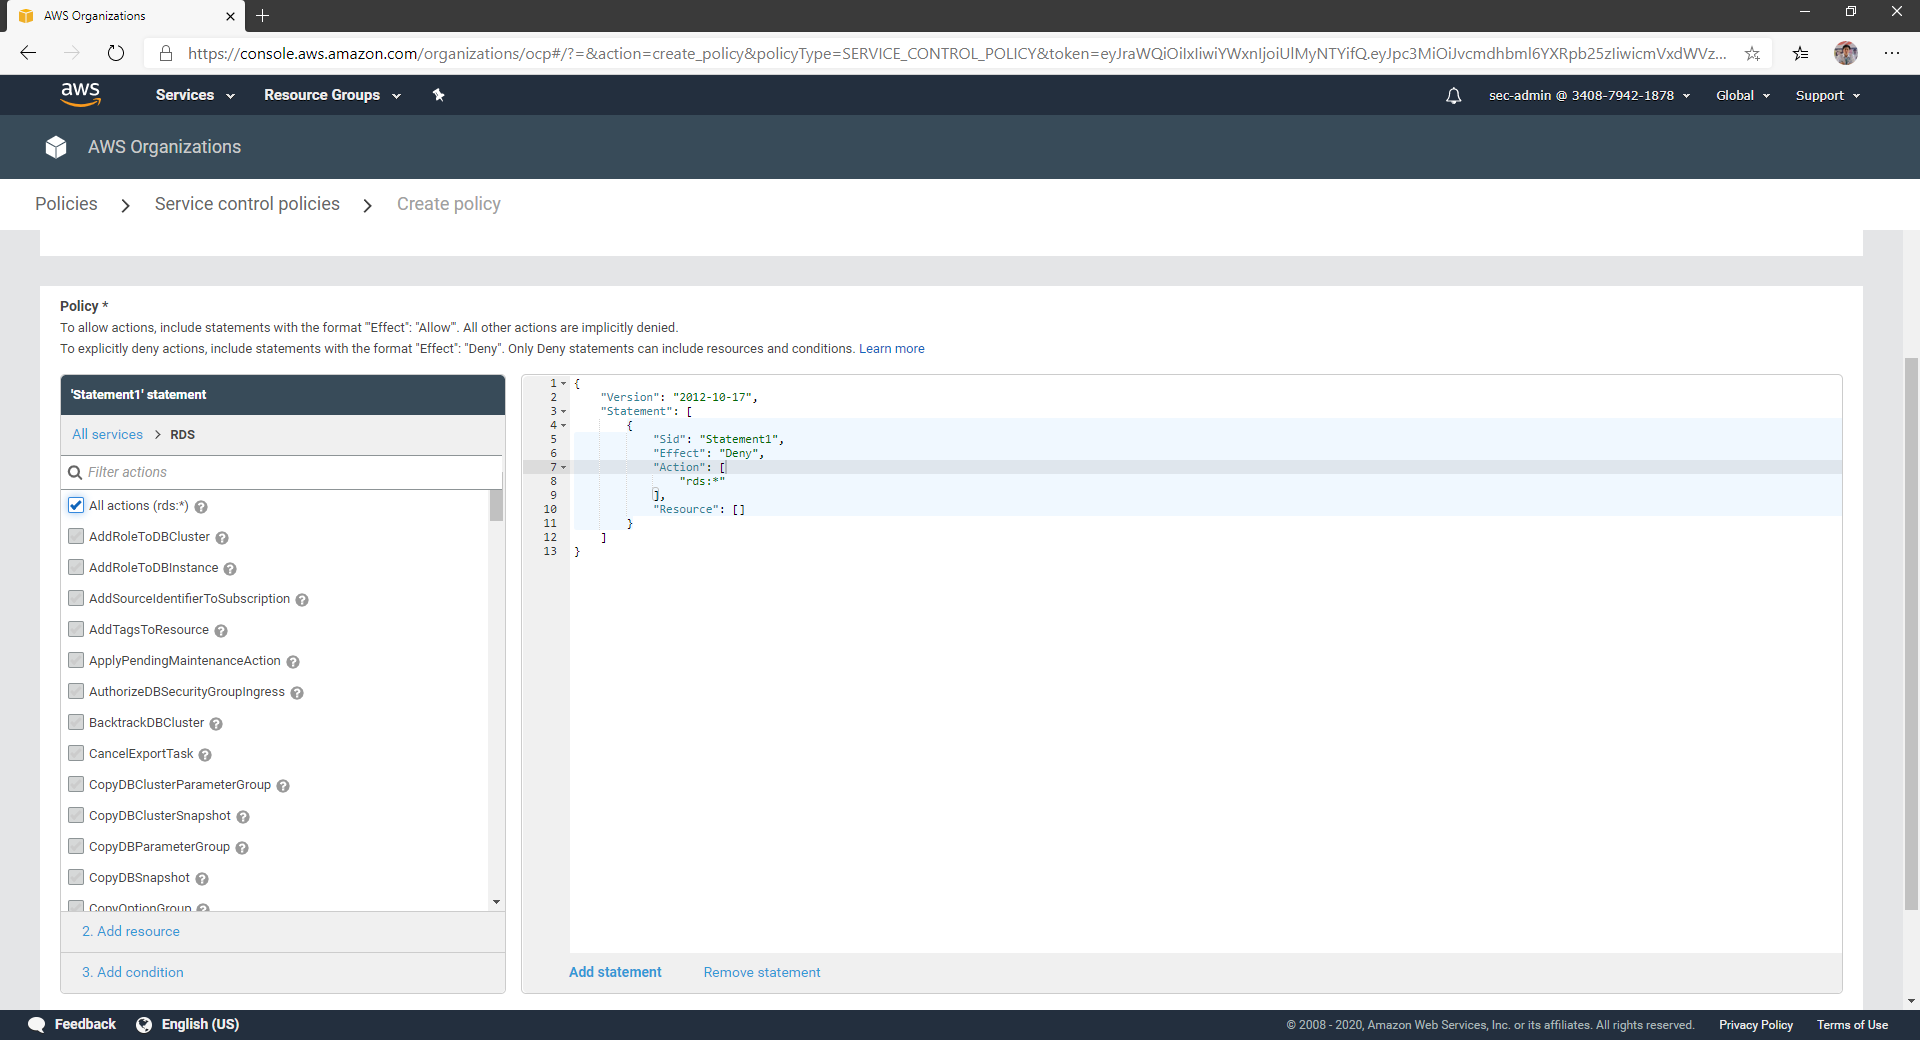 AWS Organizations
https://console.aws.amazon.com/organizations/ocp#/?=&action=create_policy&policyType=SERVICE_CONTROL_POLICY&token=eyJraWQiOiIxIiwiYWxnIjoiUlMyNTYifQ.eyJpc3MiOiJvcmdhbml6YXRpb25zIiwicmVxdWVz...
aws
Services
Resource Groups
sec-admin @ 3408-7942-1878
Global
Support
AWS Organizations
Policies
Service control policies
Create policy
Policy *
To allow actions, include statements with the format "'Effect": "Allow'". All other actions are implicitly denied.
To explicitly deny actions, include statements with the format "Effect": "Deny". Only Deny statements can include resources and conditions. Learn more
'Statement1' statement
All services > RDS
Filter actions
All actions (rds:*) ?
AddRoleToDBCluster ?
AddRoleToDBInstance ?
AddSourceIdentifierToSubscription ?
AddTagsToResource ?
ApplyPendingMaintenanceAction ?
AuthorizeDBSecurityGroupIngress ?
BacktrackDBCluster ?
CancelExportTask ?
CopyDBClusterParameterGroup ?
CopyDBClusterSnapshot ?
CopyDBParameterGroup ?
CopyDBSnapshot ?
CopyOptionGroup ?
2. Add resource
3. Add condition
1 {
2 "Version": "2012-10-17",
3 "Statement": [
4 {
5 "Sid": "Statement1",
6 "Effect": "Deny",
7 "Action": [
8 "rds:*"
9 ],
10 "Resource": []
11 }
12 ]
13 }
Add statement
Remove statement
Feedback
English (US)
© 2008 - 2020, Amazon Web Services, Inc. or its affiliates. All rights reserved.
Privacy Policy
Terms of Use